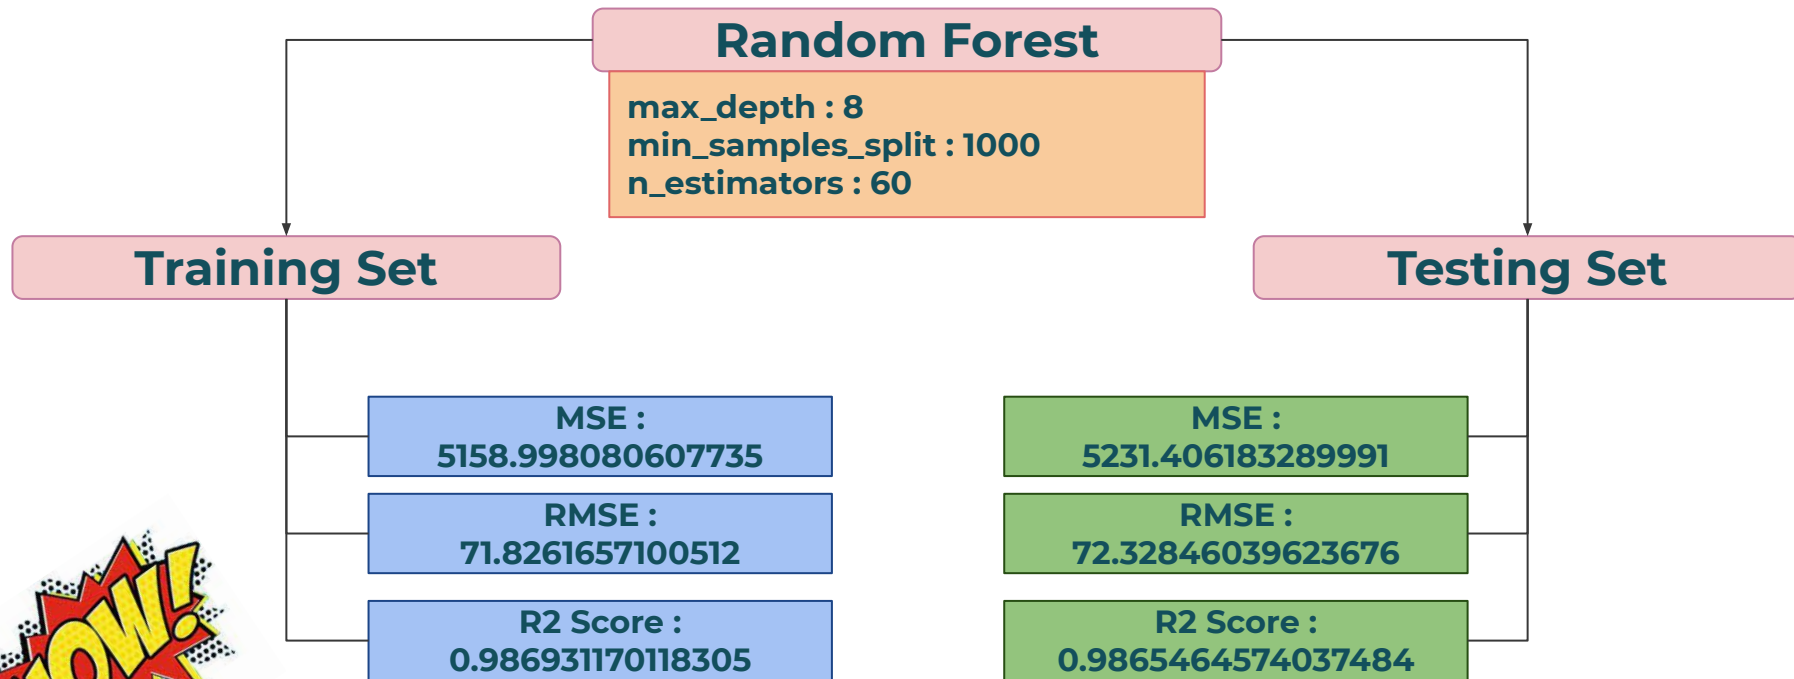 Random Forest
max_depth : 8
min_samples_split : 1000
n_estimators : 60
Training Set
Testing Set
MSE :
5158.998080607735
RMSE :
71.8261657100512
R2 Score :
0.986931170118305
MSE :
5231.406183289991
RMSE :
72.32846039623676
R2 Score :
0.9865464574037484
WOW!